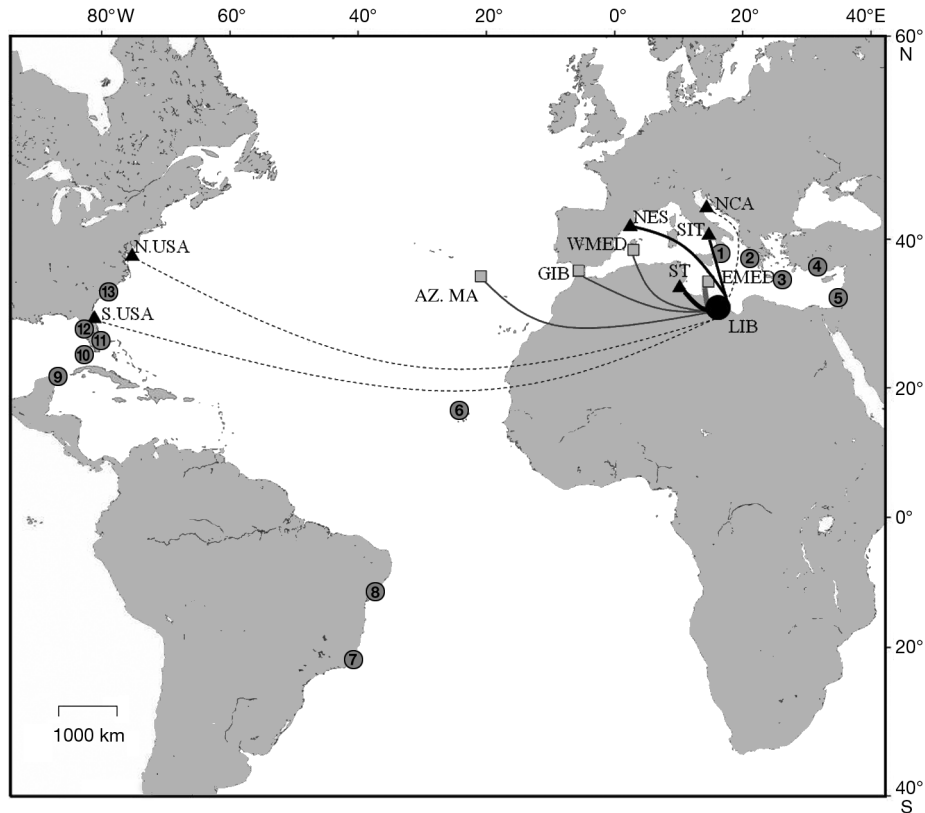 80°W 60° 40° 20° 0° 20° 40°E
60°
N
NCA
NES
SIT
N.USA
40°
WMED
1
2
GIB
ST
EMED
3
4
AZ. MA
13
5
S.USA
LIB
12
11
10
9
20°
6
0°
8
20°
7
1000 km
40°
S